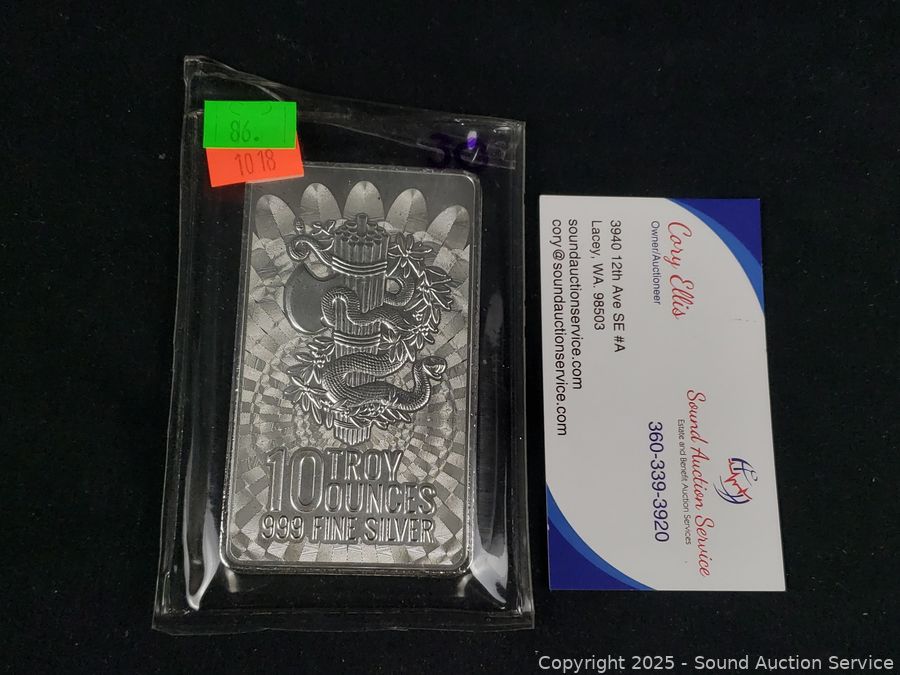 86.
1018
10 TROY
OUNCES
999 FINE SILVER
Cory Ellis
Owner/Auctioneer
3940 12th Ave SE #A
Lacey, WA. 98503
soundauctionservice.com
cory@soundauctionservice.com
Sound Auction Service
Estate and Benefit Auction Services
360-339-3920
Copyright 2025 - Sound Auction Service